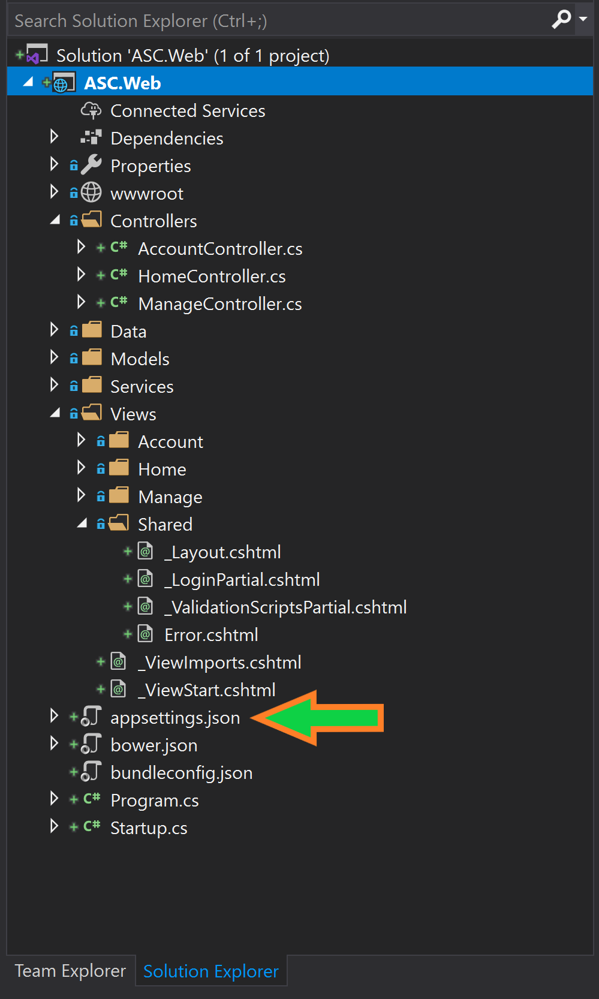 Search Solution Explorer (Ctrl+;)
Solution 'ASC.Web' (1 of 1 project)
ASC.Web
Connected Services
Dependencies
Properties
wwwroot
Controllers
C# AccountController.cs
C# HomeController.cs
C# ManageController.cs
Data
Models
Services
Views
Account
Home
Manage
Shared
_Layout.cshtml
_LoginPartial.cshtml
_ValidationScriptsPartial.cshtml
Error.cshtml
_ViewImports.cshtml
_ViewStart.cshtml
appsettings.json
bower.json
bundleconfig.json
C# Program.cs
C# Startup.cs
Team Explorer Solution Explorer